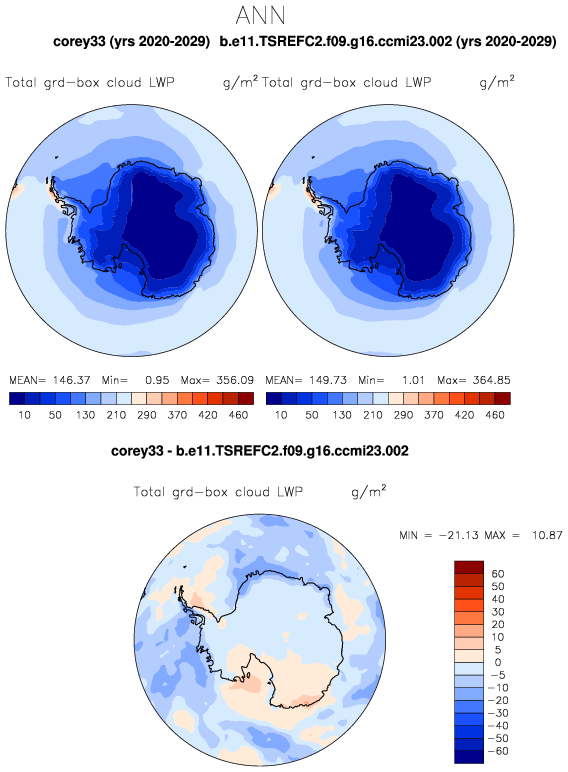 ANN
corey33 (yrs 2020-2029) b.e11.TSREFC2.f09.g16.ccmi23.002 (yrs 2020-2029)
Total grd-box cloud LWP g/m² Total grd-box cloud LWP g/m²
MEAN= 146.37 Min= 0.95 Max= 356.09 MEAN= 149.73 Min= 1.01 Max= 364.85
10 50 130 210 290 370 420 460 10 50 130 210 290 370 420 460
corey33 - b.e11.TSREFC2.f09.g16.ccmi23.002
Total grd-box cloud LWP g/m²
MIN = -21.13 MAX = 10.87
60
50
40
30
20
10
5
0
-5
-10
-20
-30
-40
-50
-60